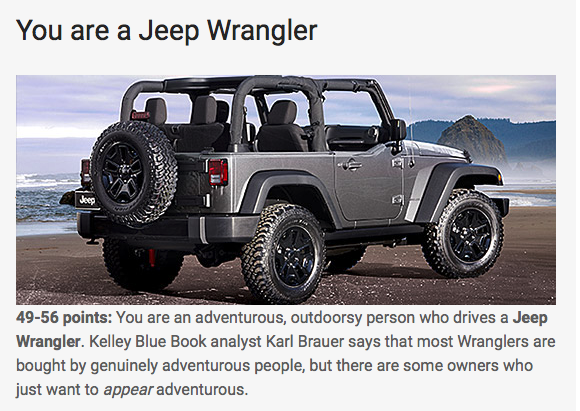 You are a Jeep Wrangler
Jeep
49-56 points: You are an adventurous, outdoorsy person who drives a Jeep
Wrangler. Kelley Blue Book analyst Karl Brauer says that most Wranglers are
bought by genuinely adventurous people, but there are some owners who
just want to appear adventurous.